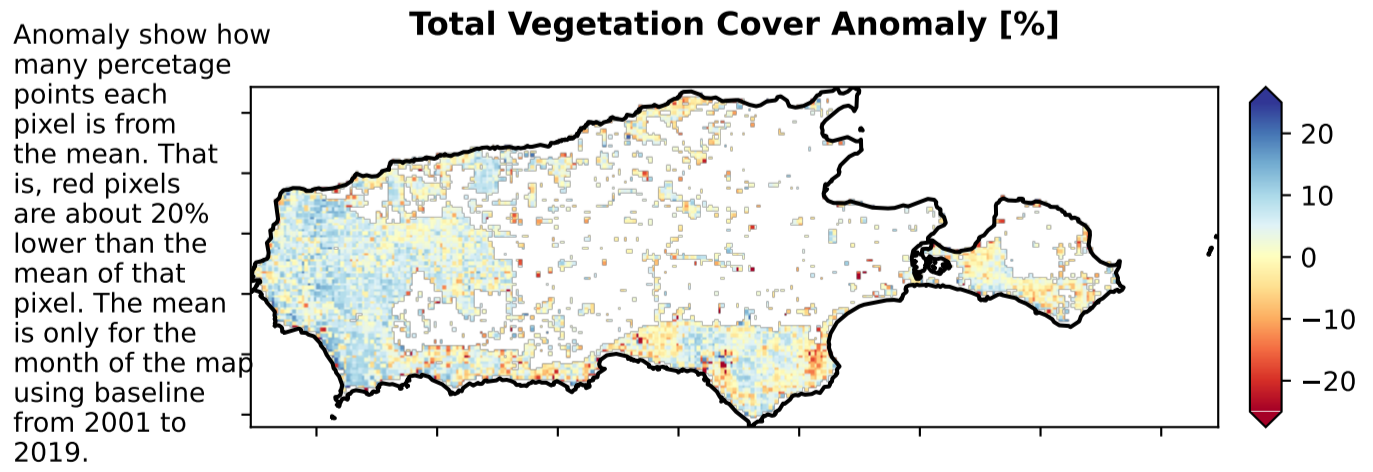 Total Vegetation Cover Anomaly [%]
Anomaly show how
many percetage
points each
pixel is from
the mean. That
is, red pixels
are about 20%
lower than the
mean of that
pixel. The mean
is only for the
month of the map
using baseline
from 2001 to
2019.
20
10
0
−10
−20